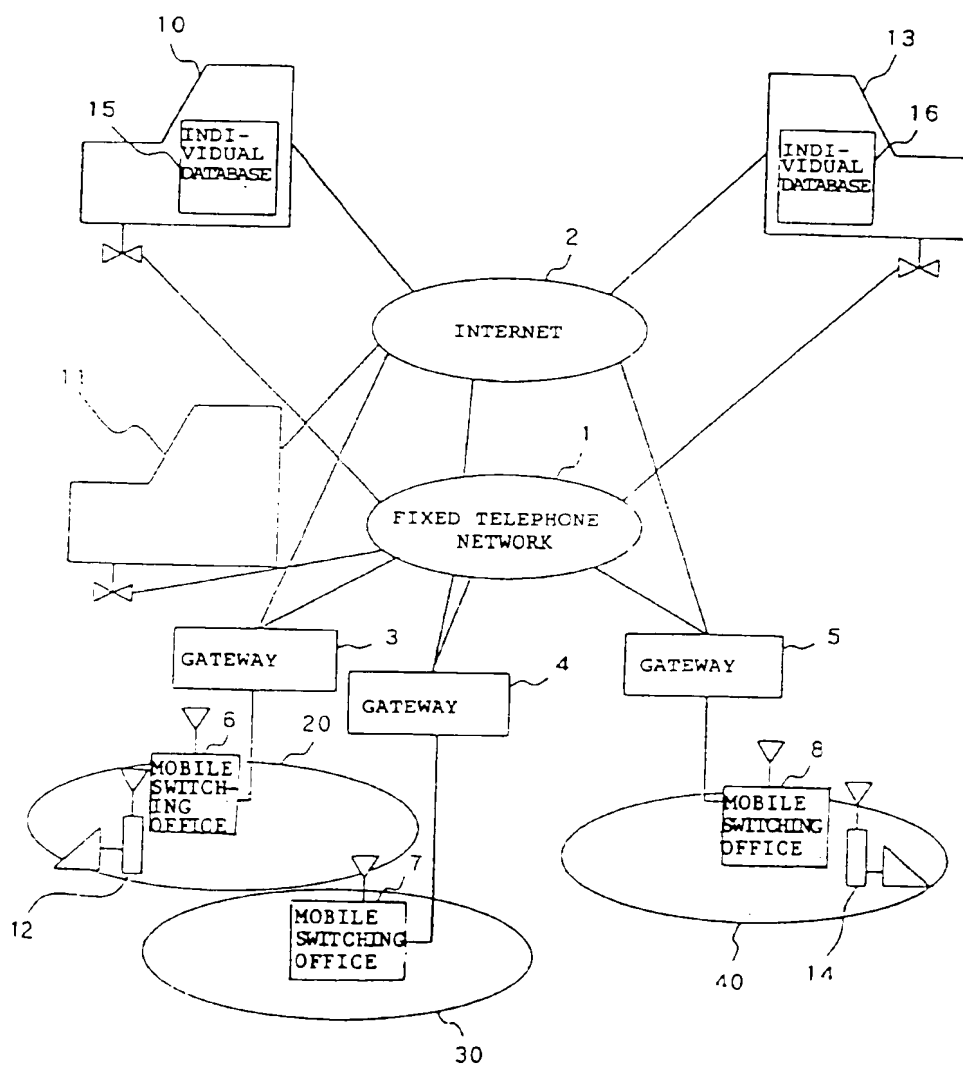 10
13
15
INDI-
VIDUAL
DATABASE
16
INDI-
VIDUAL
DATABASE
2
INTERNET
11
1
FIXED TELEPHONE
NETWORK
3
GATEWAY
4
GATEWAY
5
GATEWAY
6
20
MOBILE
SWITCH-
ING
OFFICE
8
MOBILE
SWITCHING
OFFICE
7
MOBILE
SWITCHING
OFFICE
12
14
40
30